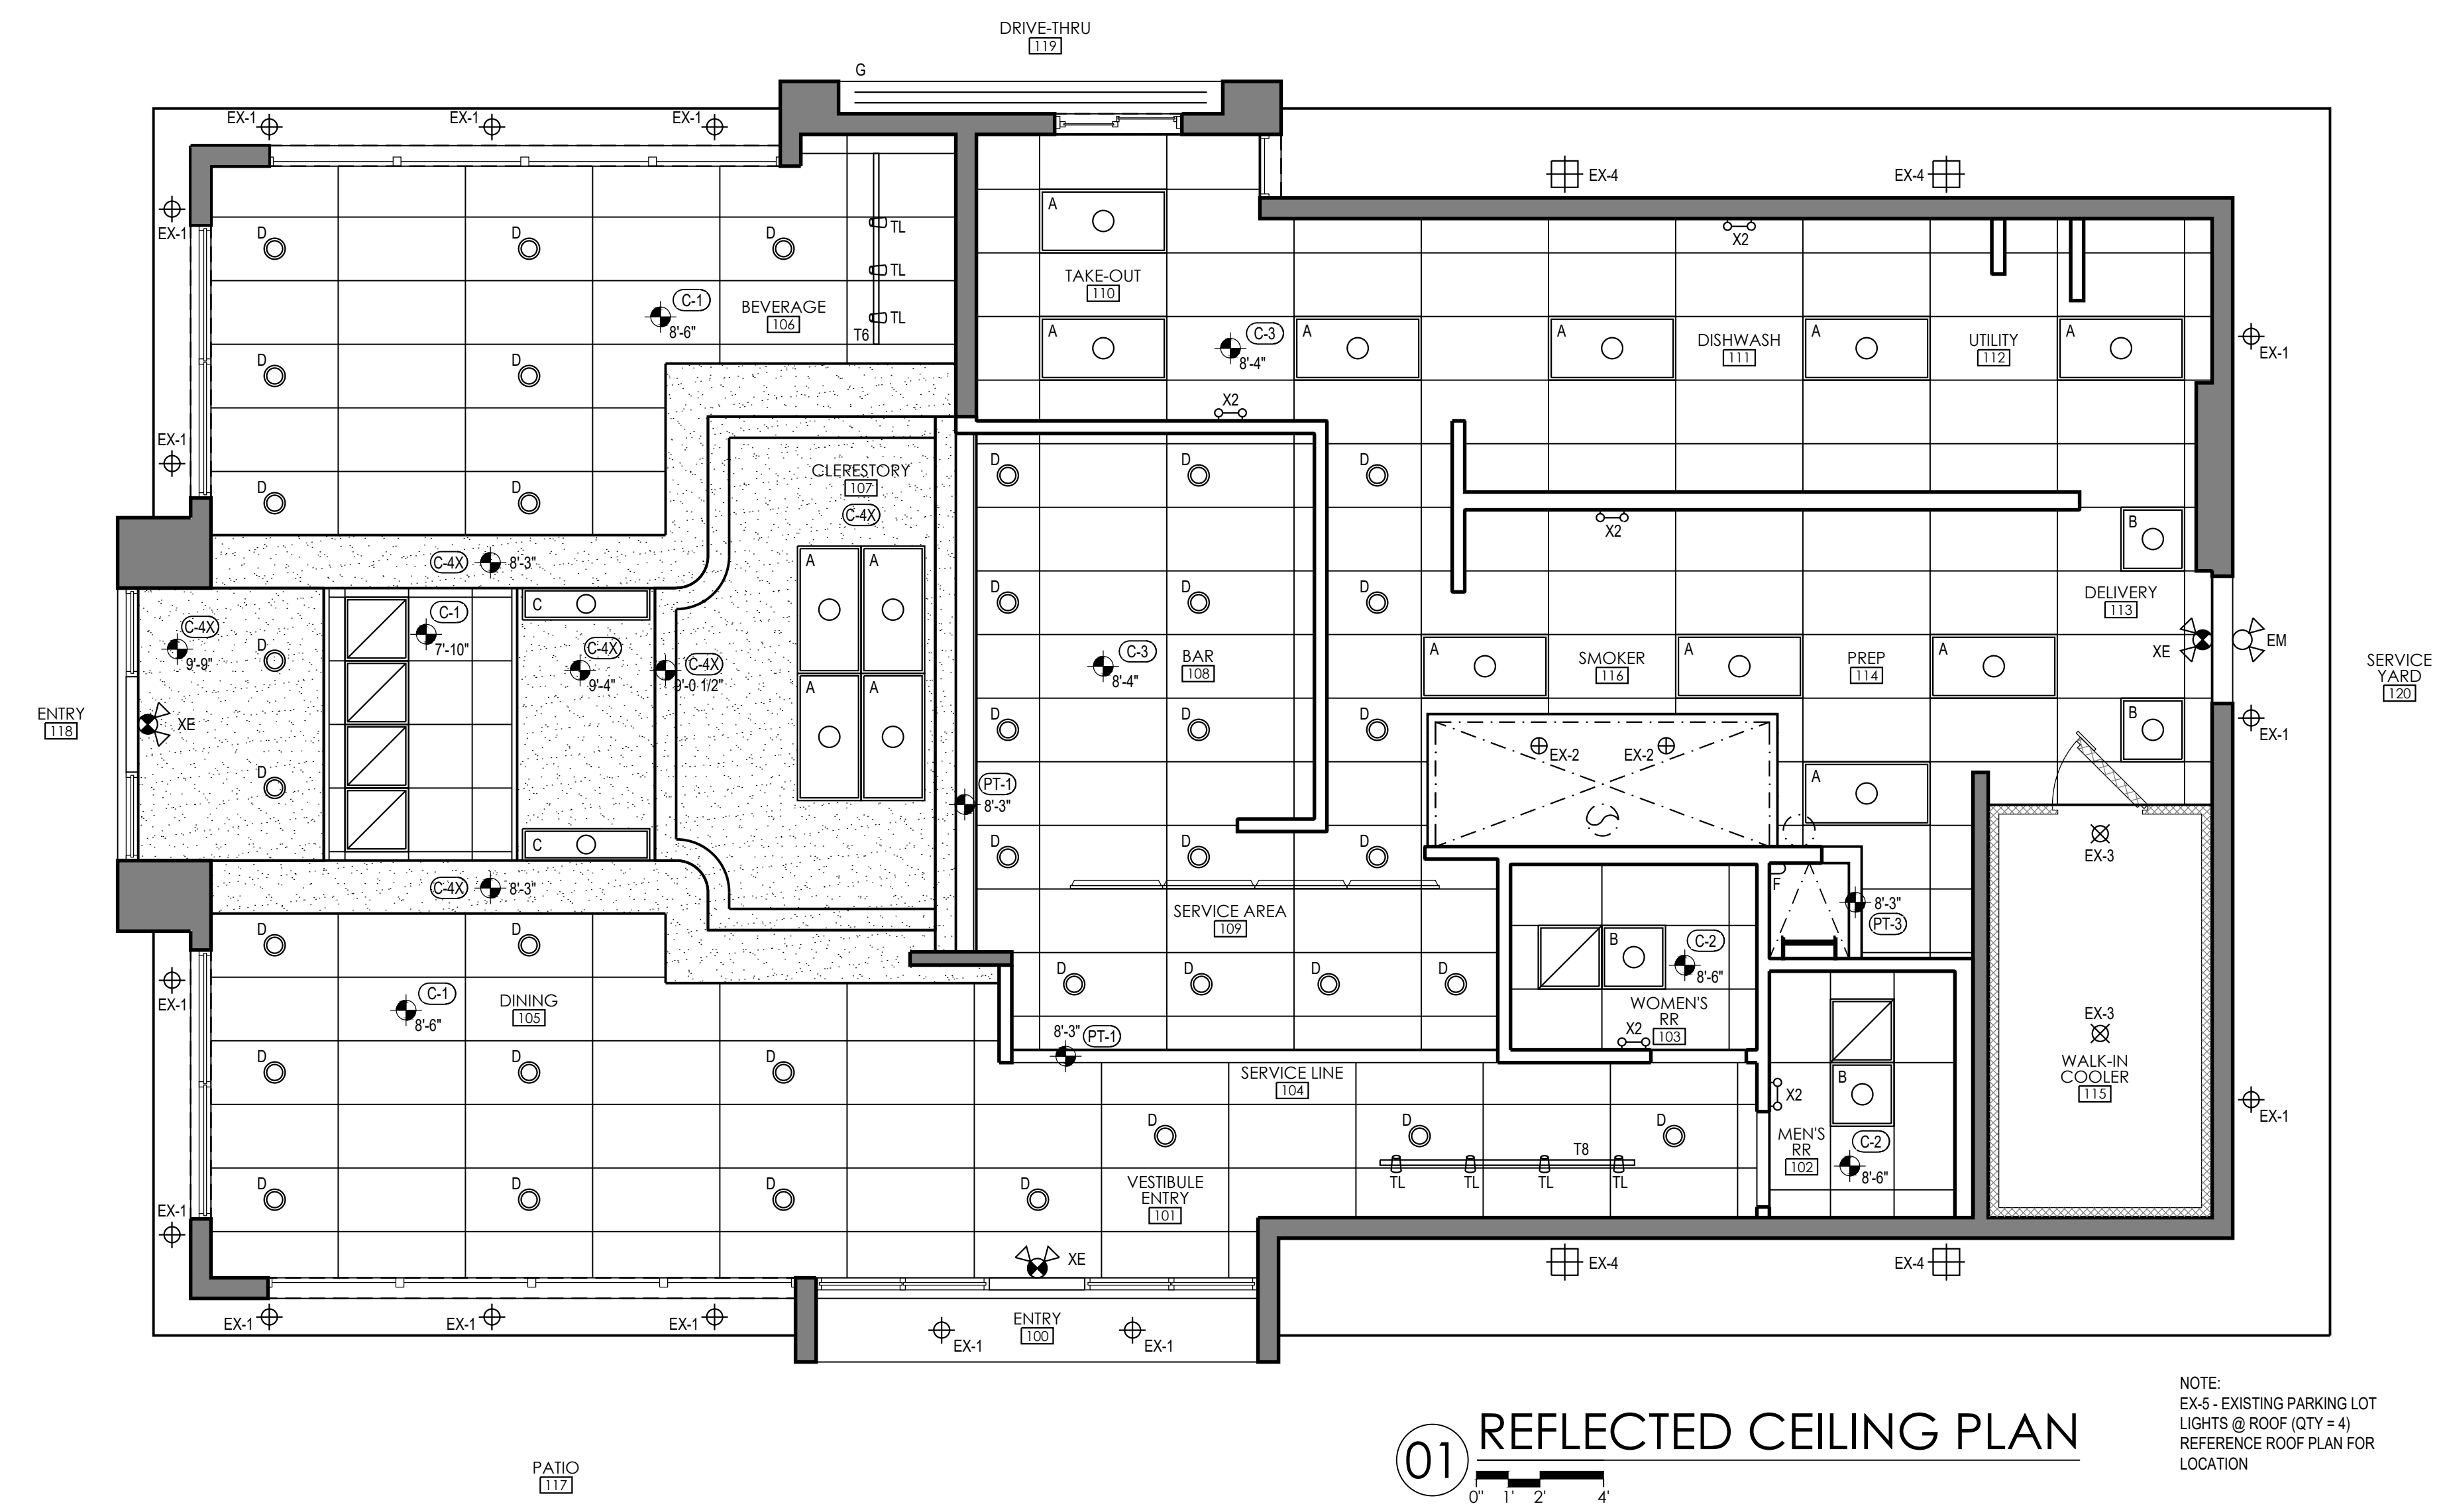 DRIVE-THRU
119
G
EX-1 EX-1 EX-1
EX-4 EX-4
EX-1
A
D D D
TL
X2
TAKE-OUT
110
TL
C-1
8'-6"
BEVERAGE
106
TL
T6
A
C-3
8'-4"
A
A
DISHWASH
111
A
UTILITY
112
A
EX-1
D D
X2
EX-1
D D
CLERESTORY
107
C-4X
D D D
X2
B
C-4X 8'-3"
A A
D D D
DELIVERY
113
C-4X
9'-9"
D
C-1
7'-10"
C
C-4X
9'-4"
C-4X
9'-0 1/2"
C-3
8'-4"
BAR
108
A
SMOKER
116
A
PREP
114
A
XE
EM
SERVICE
YARD
120
ENTRY
118
XE
A A
D D D
B
EX-2 EX-2
EX-1
D
PT-1
8'-3"
A
C
D D D
EX-3
C-4X 8'-3"
F
8'-3"
PT-3
SERVICE AREA
109
D D
B
C-2
8'-6"
EX-1
C-1
8'-6"
DINING
105
D D D D
WOMEN'S
RR
103
X2
EX-3
8'-3" PT-1
WALK-IN
COOLER
115
D D D
SERVICE LINE
104
B
X2
EX-1
D D D
MEN'S
RR
102
C-2
8'-6"
T8
TL TL TL TL
D D D D
VESTIBULE
ENTRY
101
EX-1
XE
EX-4 EX-4
EX-1 EX-1 EX-1
ENTRY
100
EX-1 EX-1
NOTE:
EX-5 - EXISTING PARKING LOT
LIGHTS @ ROOF (QTY = 4)
REFERENCE ROOF PLAN FOR
LOCATION
01 REFLECTED CEILING PLAN
0" 1' 2' 4'
PATIO
117